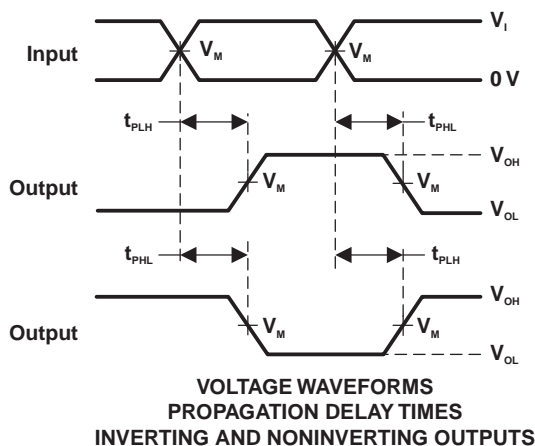 V_I
Input
V_M
V_M
0 V
t_PLH
t_PHL
V_OH
Output
V_M
V_M
V_OL
t_PHL
t_PLH
V_OH
Output
V_M
V_M
V_OL
VOLTAGE WAVEFORMS
PROPAGATION DELAY TIMES
INVERTING AND NONINVERTING OUTPUTS